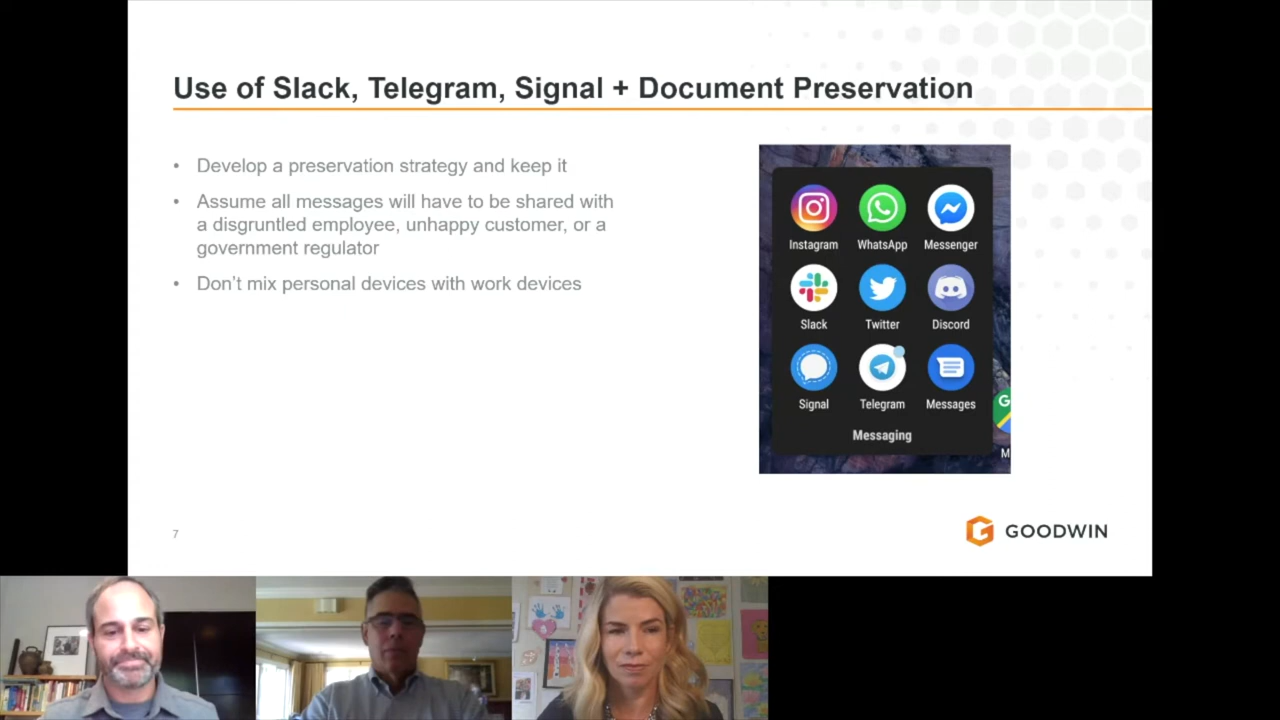 Use of Slack, Telegram, Signal + Document Preservation
• Develop a preservation strategy and keep it
• Assume all messages will have to be shared with
a disgruntled employee, unhappy customer, or a
government regulator
• Don't mix personal devices with work devices
Instagram WhatsApp Messenger
Slack Twitter Discord
Signal Telegram Messages
Messaging
G
M
7
GOODWIN